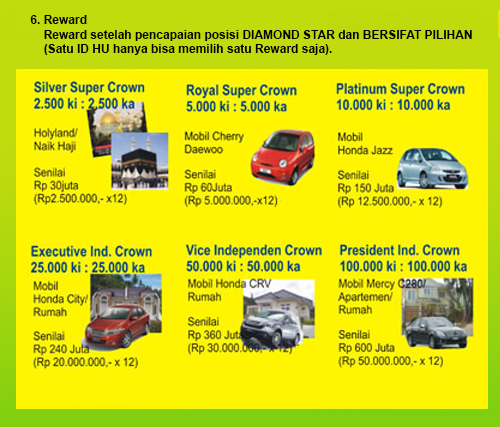 6. Reward
Reward setelah pencapaian posisi DIAMOND STAR dan BERSIFAT PILIHAN
(Satu ID HU hanya bisa memilih satu Reward saja).
Silver Super Crown
2.500 ki : 2.500 ka
Holyland/
Naik Haji
Senilai
Rp 30juta
(Rp2.500.000,- x12)
Royal Super Crown
5.000 ki : 5.000 ka
Mobil Cherry
Daewoo
Senilai
Rp 60Juta
(Rp 5.000.000,-x12)
Platinum Super Crown
10.000 ki : 10.000 ka
Mobil
Honda Jazz
Senilai
Rp 150 Juta
(Rp 12.500.000,- x 12)
Executive Ind. Crown
25.000 ki : 25.000 ka
Mobil
Honda City/
Rumah
Senilai
Rp 240 Juta
(Rp 20.000.000,- x 12)
Vice Independen Crown
50.000 ki : 50.000 ka
Mobil Honda CRV
Rumah
Senilai
Rp 360 Juta
(Rp 30.000.000,- x 12)
President Ind. Crown
100.000 ki : 100.000 ka
Mobil Mercy C280/
Apartemen/
Rumah
Senilai
Rp 600 Juta
(Rp 50.000.000,- x 12)